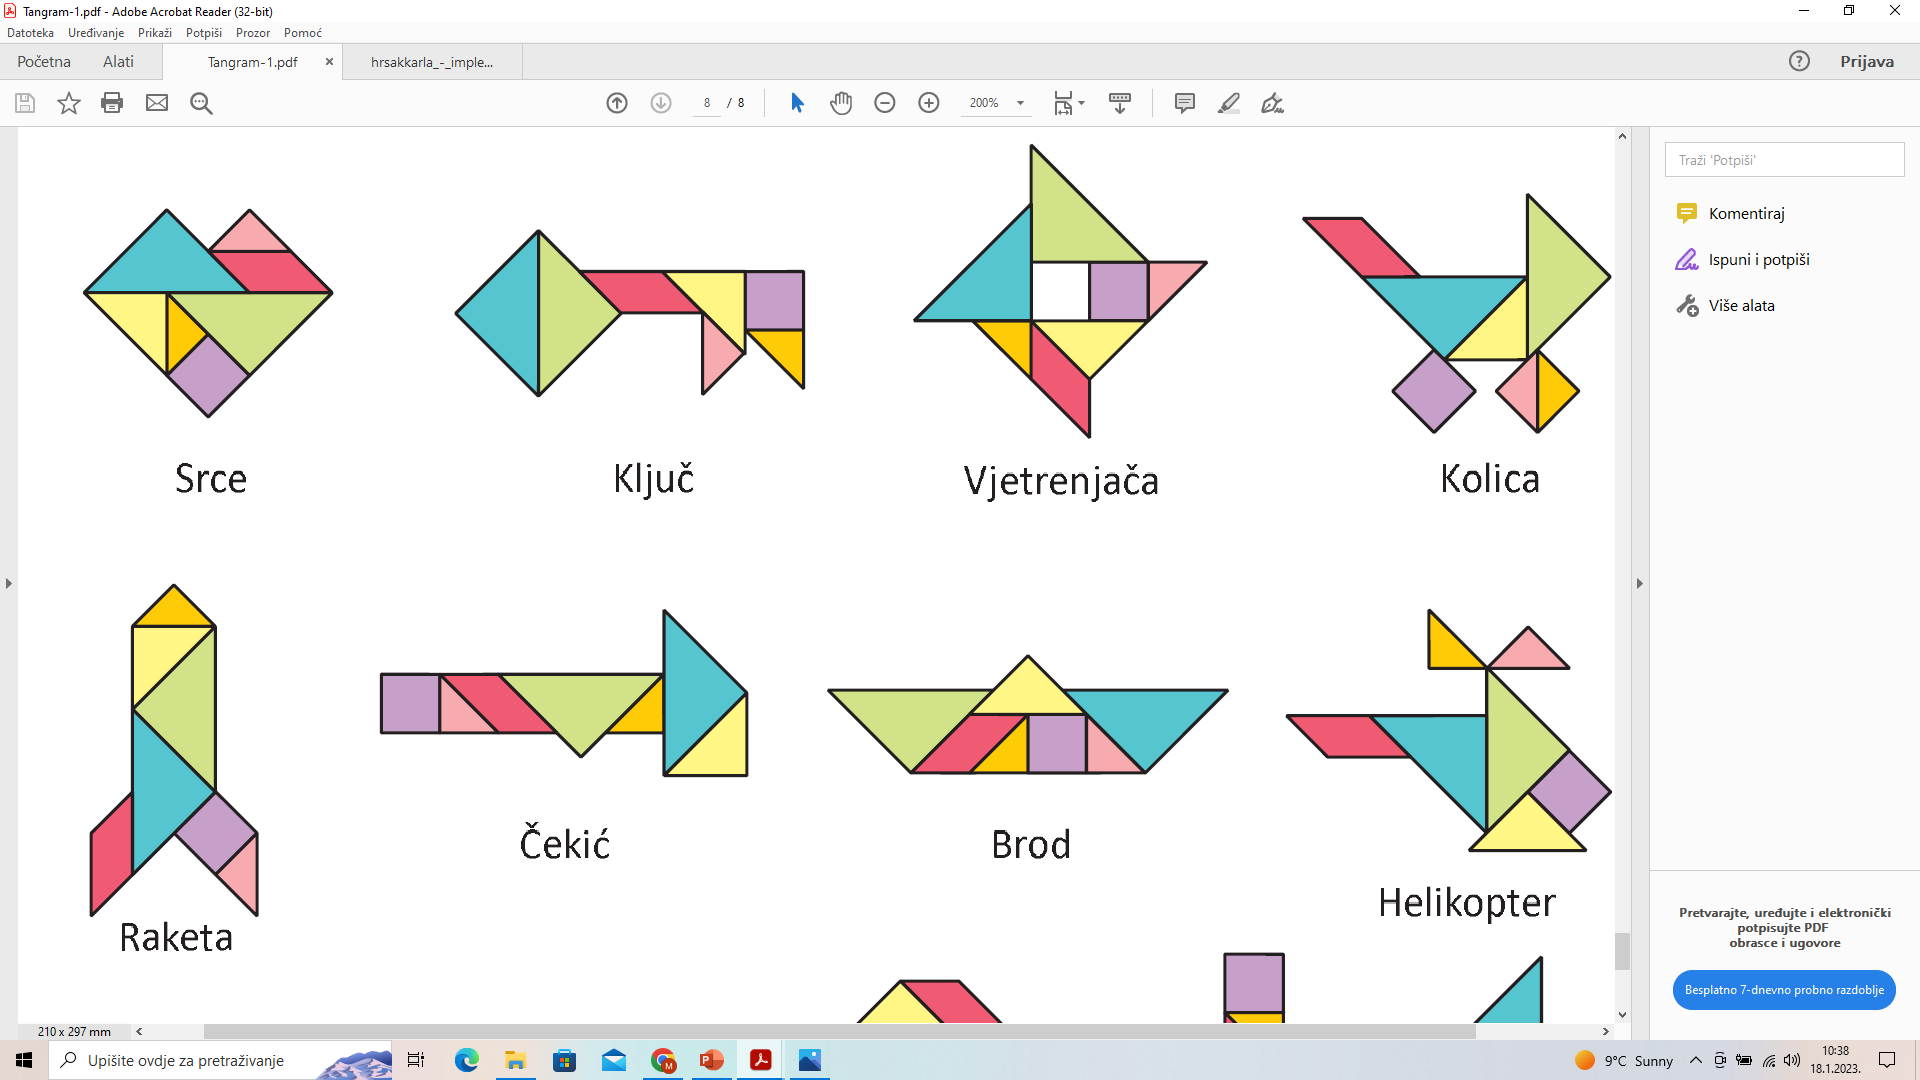 Tangram-1.pdf - Adobe Acrobat Reader (32-bit)
Datoteka Uređivanje Prikaži Potpiši Prozor Pomoć
Početna Alati Tangram-1.pdf hrsakkarla_-_imple... Prijava
8 / 8 200%
Traži 'Potpiši'
Komentiraj
Ispuni i potpiši
Više alata
Srce Ključ Vjetrenjača Kolica
Čekić Brod
Helikopter
Raketa
Pretvarajte, uređujte i elektronički
potpisujte PDF
obrasce i ugovore
Besplatno 7-dnevno probno razdoblje
210 x 297 mm
Upišite ovdje za pretraživanje
9°C Sunny
10:38
18.1.2023.